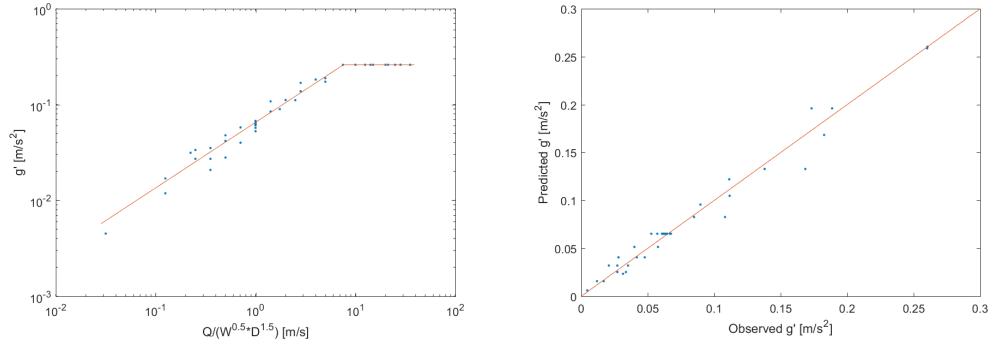 10^0
10^-1
10^-2
10^-3
g' [m/s^2]
10^-2 10^-1 10^0 10^1 10^2
Q/(W^0.5*D^1.5) [m/s]
0.3
0.25
0.2
0.15
0.1
0.05
0
Predicted g' [m/s^2]
0 0.05 0.1 0.15 0.2 0.25 0.3
Observed g' [m/s^2]